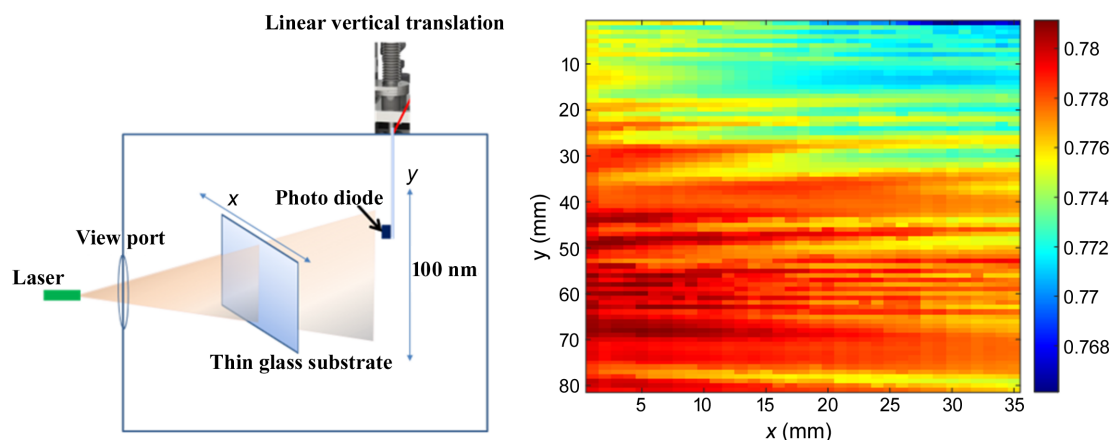 Linear vertical translation
y
x
Photo diode
View port
Laser
100 nm
Thin glass substrate
10
20
30
40
50
60
70
80
y (mm)
5
10
15
20
25
30
35
x (mm)
0.78
0.778
0.776
0.774
0.772
0.77
0.768